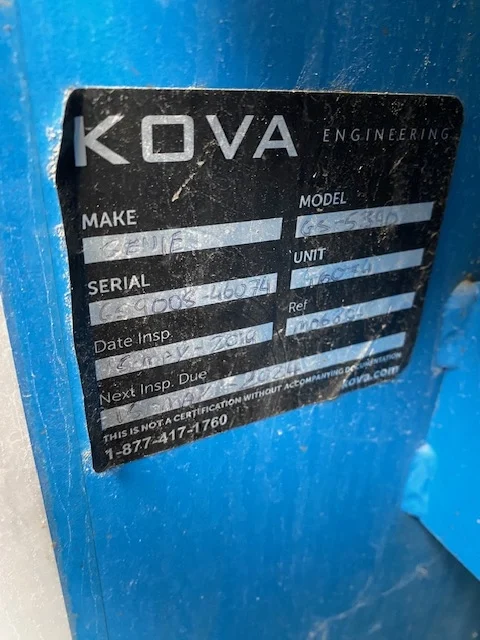 KOVA ENGINEERING
MAKE MODEL
GENIE GS-5390
SERIAL UNIT
GS9008-46074
Date Insp. Ref
Next Insp. Due
THIS IS NOT A CERTIFICATION WITHOUT ACCOMPANYING DOCUMENTATION
1-877-417-1760 kova.com